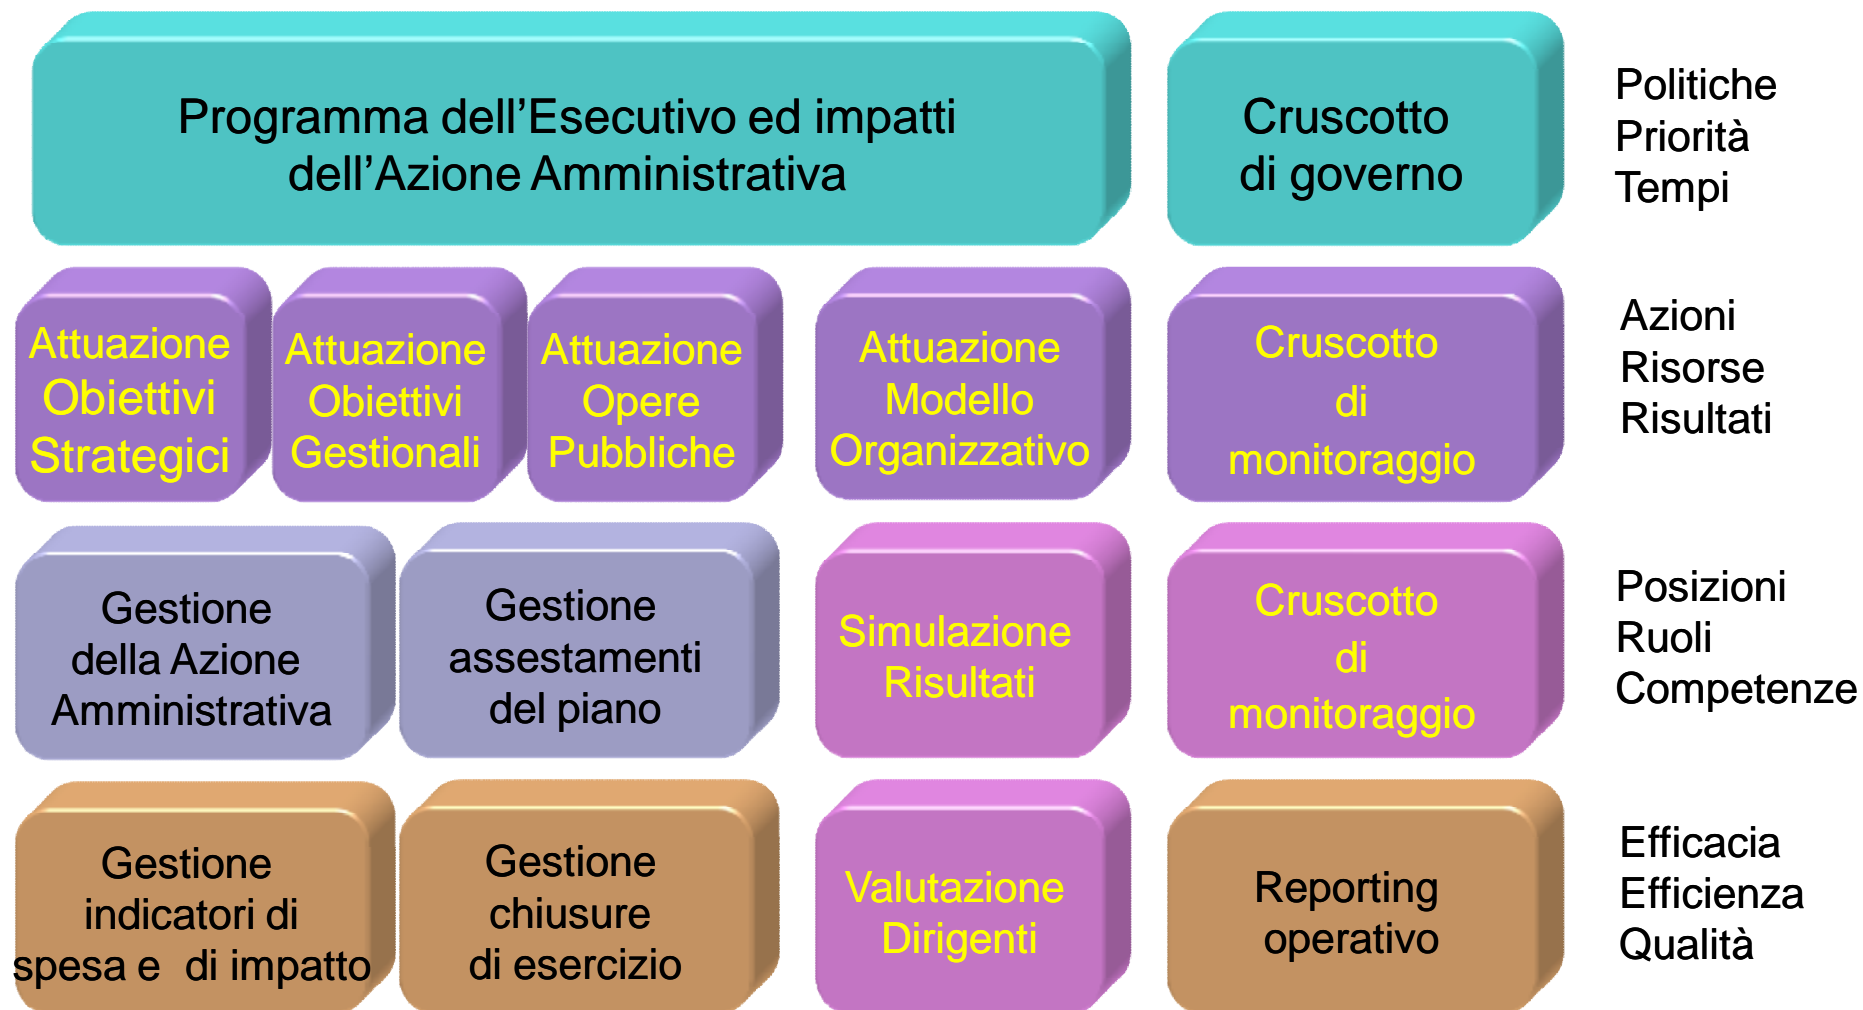 Programma dell’Esecutivo ed impatti
dell’Azione Amministrativa
Cruscotto
di governo
Politiche
Priorità
Tempi
Attuazione
Obiettivi
Strategici
Attuazione
Obiettivi
Gestionali
Attuazione
Opere
Pubbliche
Attuazione
Modello
Organizzativo
Cruscotto
di
monitoraggio
Azioni
Risorse
Risultati
Gestione
della Azione
Amministrativa
Gestione
assestamenti
del piano
Simulazione
Risultati
Cruscotto
di
monitoraggio
Posizioni
Ruoli
Competenze
Gestione
indicatori di
spesa e di impatto
Gestione
chiusure
di esercizio
Valutazione
Dirigenti
Reporting
operativo
Efficacia
Efficienza
Qualità